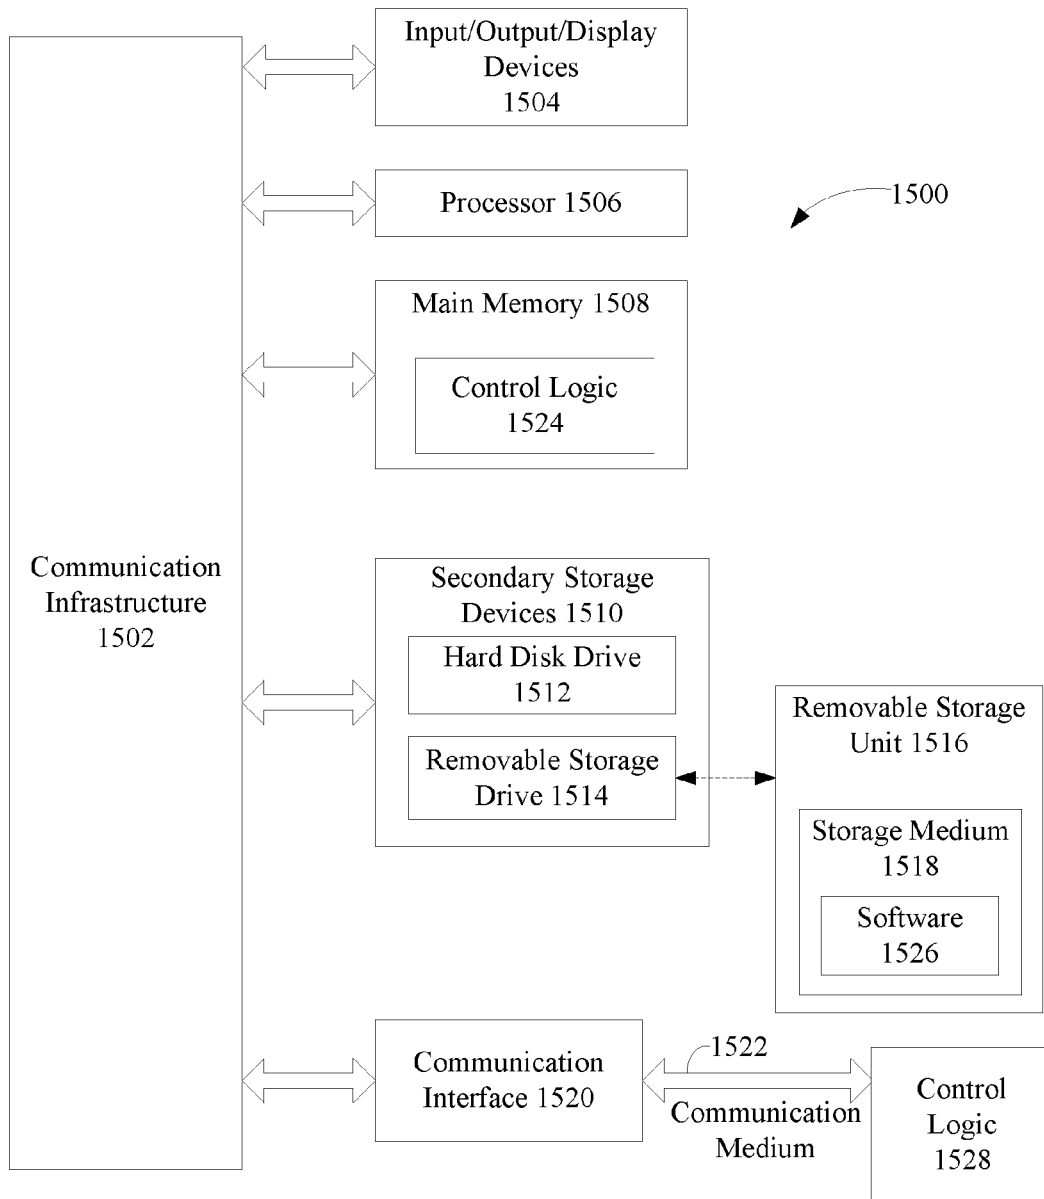 Input/Output/Display
Devices
1504
Processor 1506
1500
Main Memory 1508
Control Logic
1524
Communication
Infrastructure
1502
Secondary Storage
Devices 1510
Hard Disk Drive
1512
Removable Storage
Drive 1514
Removable Storage
Unit 1516
Storage Medium
1518
Software
1526
Communication
Interface 1520
1522
Communication
Medium
Control
Logic
1528